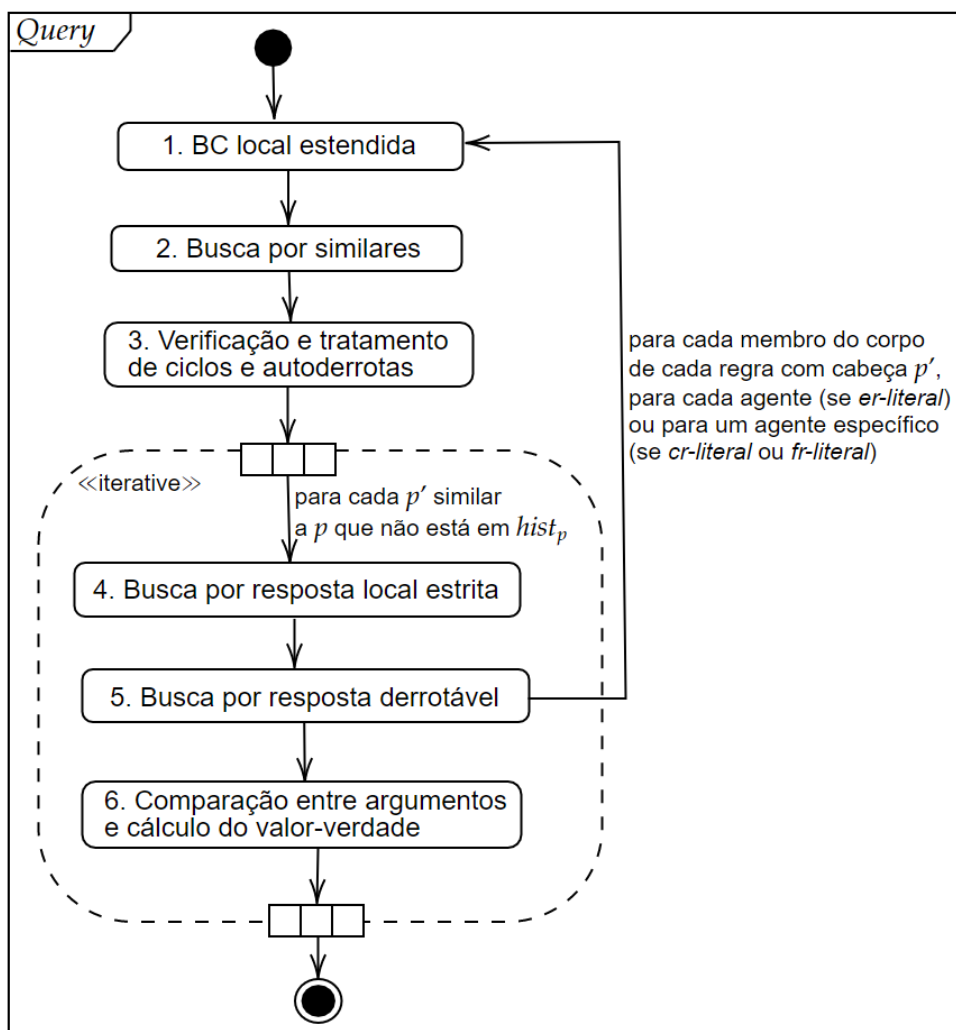 Query
1. BC local estendida
2. Busca por similares
3. Verificação e tratamento
de ciclos e autoderrotas
para cada membro do corpo
de cada regra com cabeça p′,
para cada agente (se er-literal)
ou para um agente específico
(se cr-literal ou fr-literal)
≪iterative≫
para cada p′ similar
a p que não está em hist_p
4. Busca por resposta local estrita
5. Busca por resposta derrotável
6. Comparação entre argumentos
e cálculo do valor-verdade